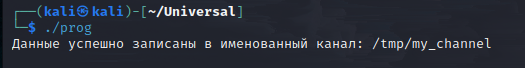 ┌──(kali㉿kali)-[~/Universal]
└─$ ./prog
Данные успешно записаны в именованный канал: /tmp/my_channel